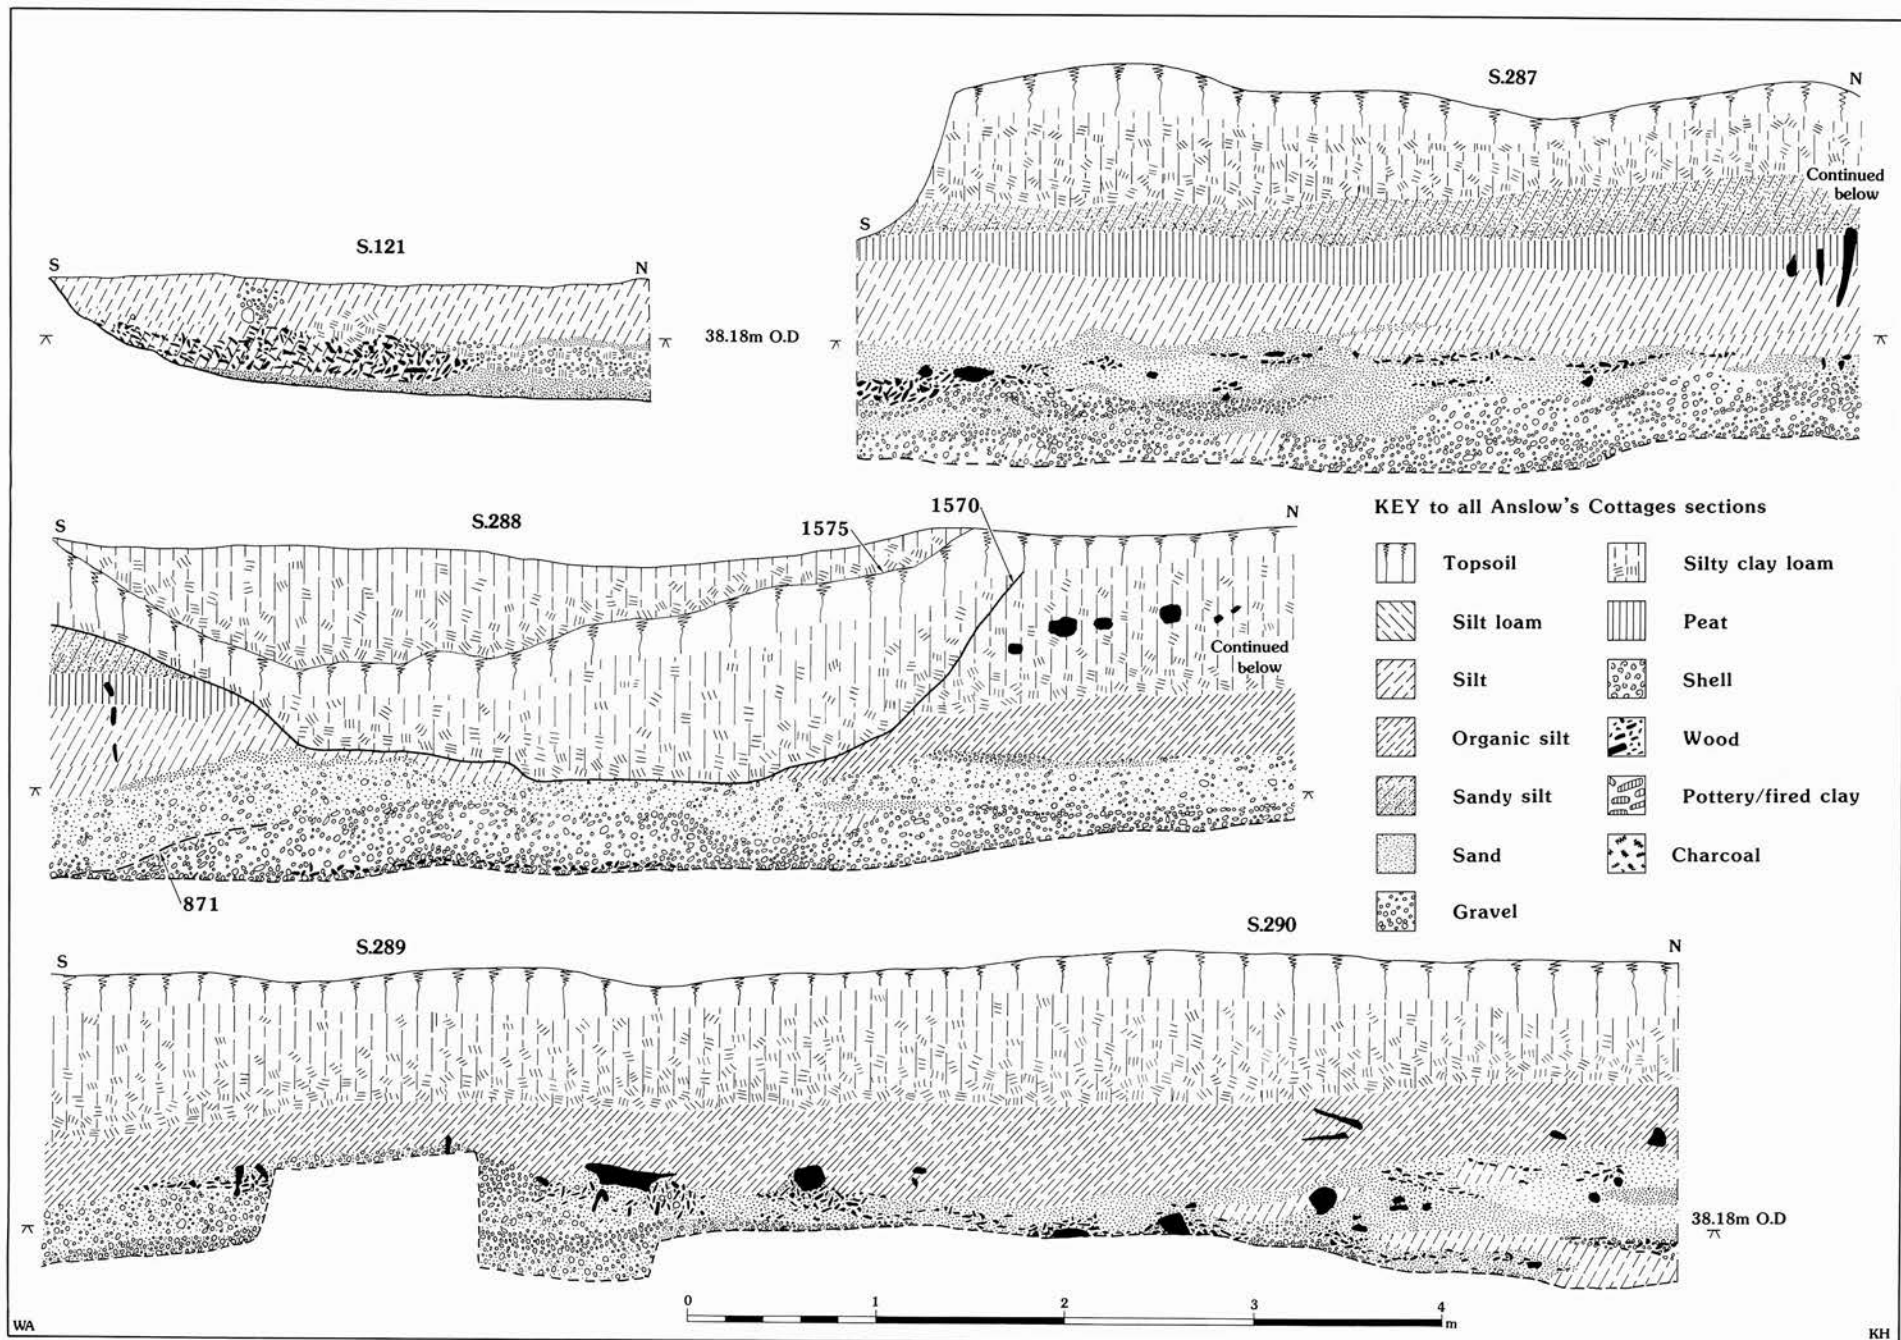 S.121
S
N
38.18m O.D
S.287
S
N
Continued
below
S.288
S
N
1575
1570
Continued
below
871
KEY to all Anslow's Cottages sections
Topsoil
Silt loam
Silt
Organic silt
Sandy silt
Sand
Gravel
Silty clay loam
Peat
Shell
Wood
Pottery/fired clay
Charcoal
S.289
S.290
S
N
38.18m O.D
0
1
2
3
4
m
WA
KH